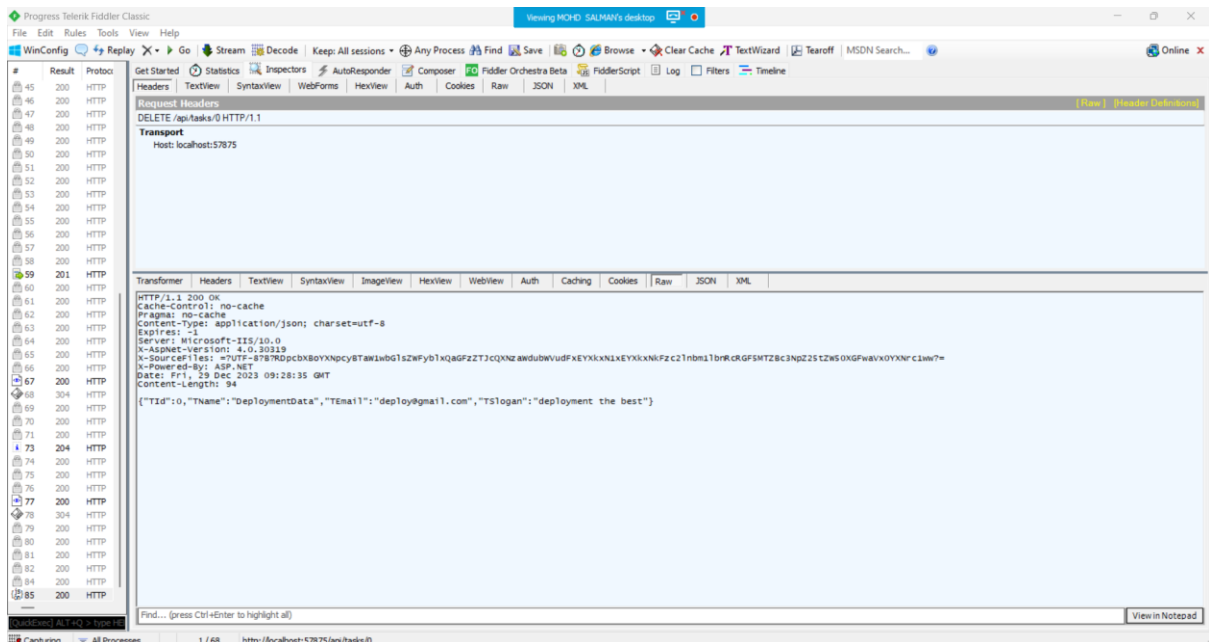 Progress Telerik Fiddler Classic
Viewing MOHD SALMAN's desktop
File Edit Rules Tools View Help
WinConfig Replay Go Stream Decode Keep: All sessions Any Process Find Save Browse Clear Cache TextWizard Tearoff MSDN Search... Online X
# Result Protoc
Get Started Statistics Inspectors AutoResponder Composer FO Fiddler Orchestra Beta FiddlerScript Log Filters Timeline
Headers TextView SyntaxView WebForms HexView Auth Cookies Raw JSON XML
Request Headers [ Raw ] [Header Definitions]
DELETE /api/tasks/0 HTTP/1.1
Transport
Host: localhost:57875
45 200 HTTP
46 200 HTTP
47 200 HTTP
48 200 HTTP
49 200 HTTP
50 200 HTTP
51 200 HTTP
52 200 HTTP
53 200 HTTP
54 200 HTTP
55 200 HTTP
56 200 HTTP
57 200 HTTP
58 200 HTTP
59 201 HTTP
60 200 HTTP
61 200 HTTP
62 200 HTTP
63 200 HTTP
64 200 HTTP
65 200 HTTP
66 200 HTTP
67 200 HTTP
68 304 HTTP
69 200 HTTP
70 200 HTTP
71 200 HTTP
73 204 HTTP
74 200 HTTP
75 200 HTTP
76 200 HTTP
77 200 HTTP
78 304 HTTP
79 200 HTTP
80 200 HTTP
81 200 HTTP
82 200 HTTP
84 200 HTTP
85 200 HTTP
Transformer Headers TextView SyntaxView ImageView HexView WebView Auth Caching Cookies Raw JSON XML
HTTP/1.1 200 OK
Cache-Control: no-cache
Pragma: no-cache
Content-Type: application/json; charset=utf-8
Expires: -1
Server: Microsoft-IIS/10.0
X-AspNet-Version: 4.0.30319
X-SourceFiles:
X-Powered-By: ASP.NET
Date: Fri, 29 Dec 2023 09:28:35 GMT
Content-Length: 94
{"TId":0,"TName":"DeploymentData","TEmail":"deploy@gmail.com","TSlogan":"deployment the best"}
Find... (press Ctrl+Enter to highlight all) View in Notepad
[QuickExec] ALT+Q > type HE
Capturing All Processes 1 / 68 http://localhost:57875/api/tasks/0